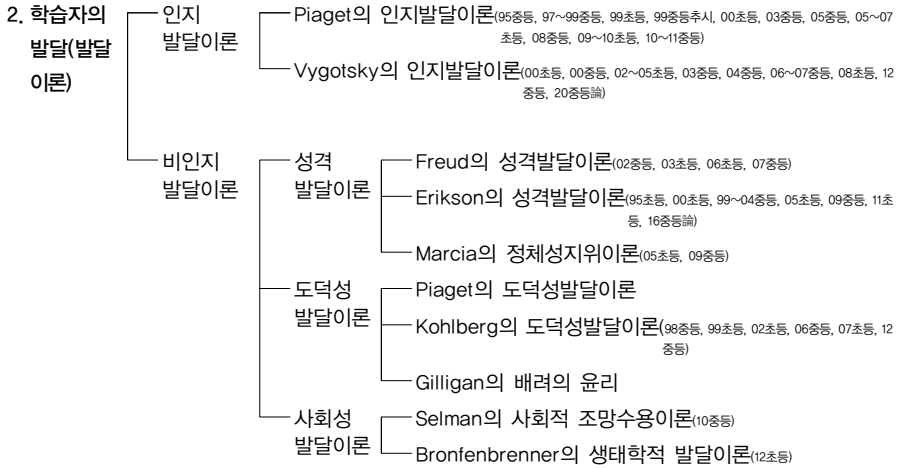 2. 학습자의 발달(발달이론)
인지 발달이론
Piaget의 인지발달이론(95중등, 97~99중등, 99초등, 99중등추시, 00초등, 03중등, 05중등, 05~07
초등, 08중등, 09~10초등, 10~11중등)
Vygotsky의 인지발달이론(00초등, 00중등, 02~05초등, 03중등, 04중등, 06~07중등, 08초등, 12
중등, 20중등論)
비인지 발달이론
성격 발달이론
Freud의 성격발달이론(02중등, 03초등, 06초등, 07중등)
Erikson의 성격발달이론(95초등, 00초등, 99~04중등, 05초등, 09중등, 11초
등, 16중등論)
Marcia의 정체성지위이론(05초등, 09중등)
도덕성 발달이론
Piaget의 도덕성발달이론
Kohlberg의 도덕성발달이론(98중등, 99초등, 02초등, 06중등, 07초등, 12
중등)
Gilligan의 배려의 윤리
사회성 발달이론
Selman의 사회적 조망수용이론(10중등)
Bronfenbrenner의 생태학적 발달이론(12초등)